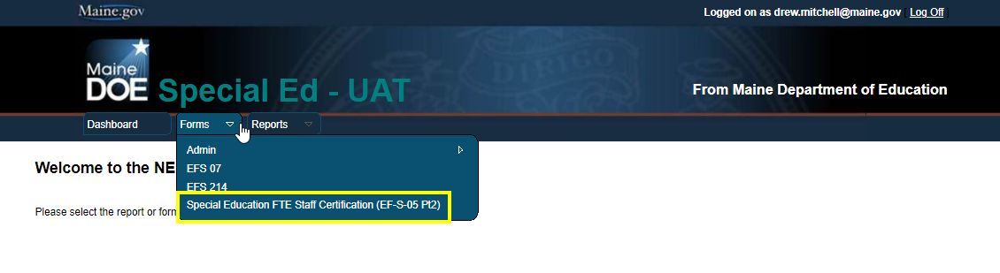 Maine.gov
Logged on as drew.mitchell@maine.gov | Log Off
Maine
DOE
Special Ed - UAT
From Maine Department of Education
Dashboard
Forms
Reports
Admin
Welcome to the NE
EFS 07
EFS 214
Special Education FTE Staff Certification (EF-S-05 Pt2)
Please select the report or form